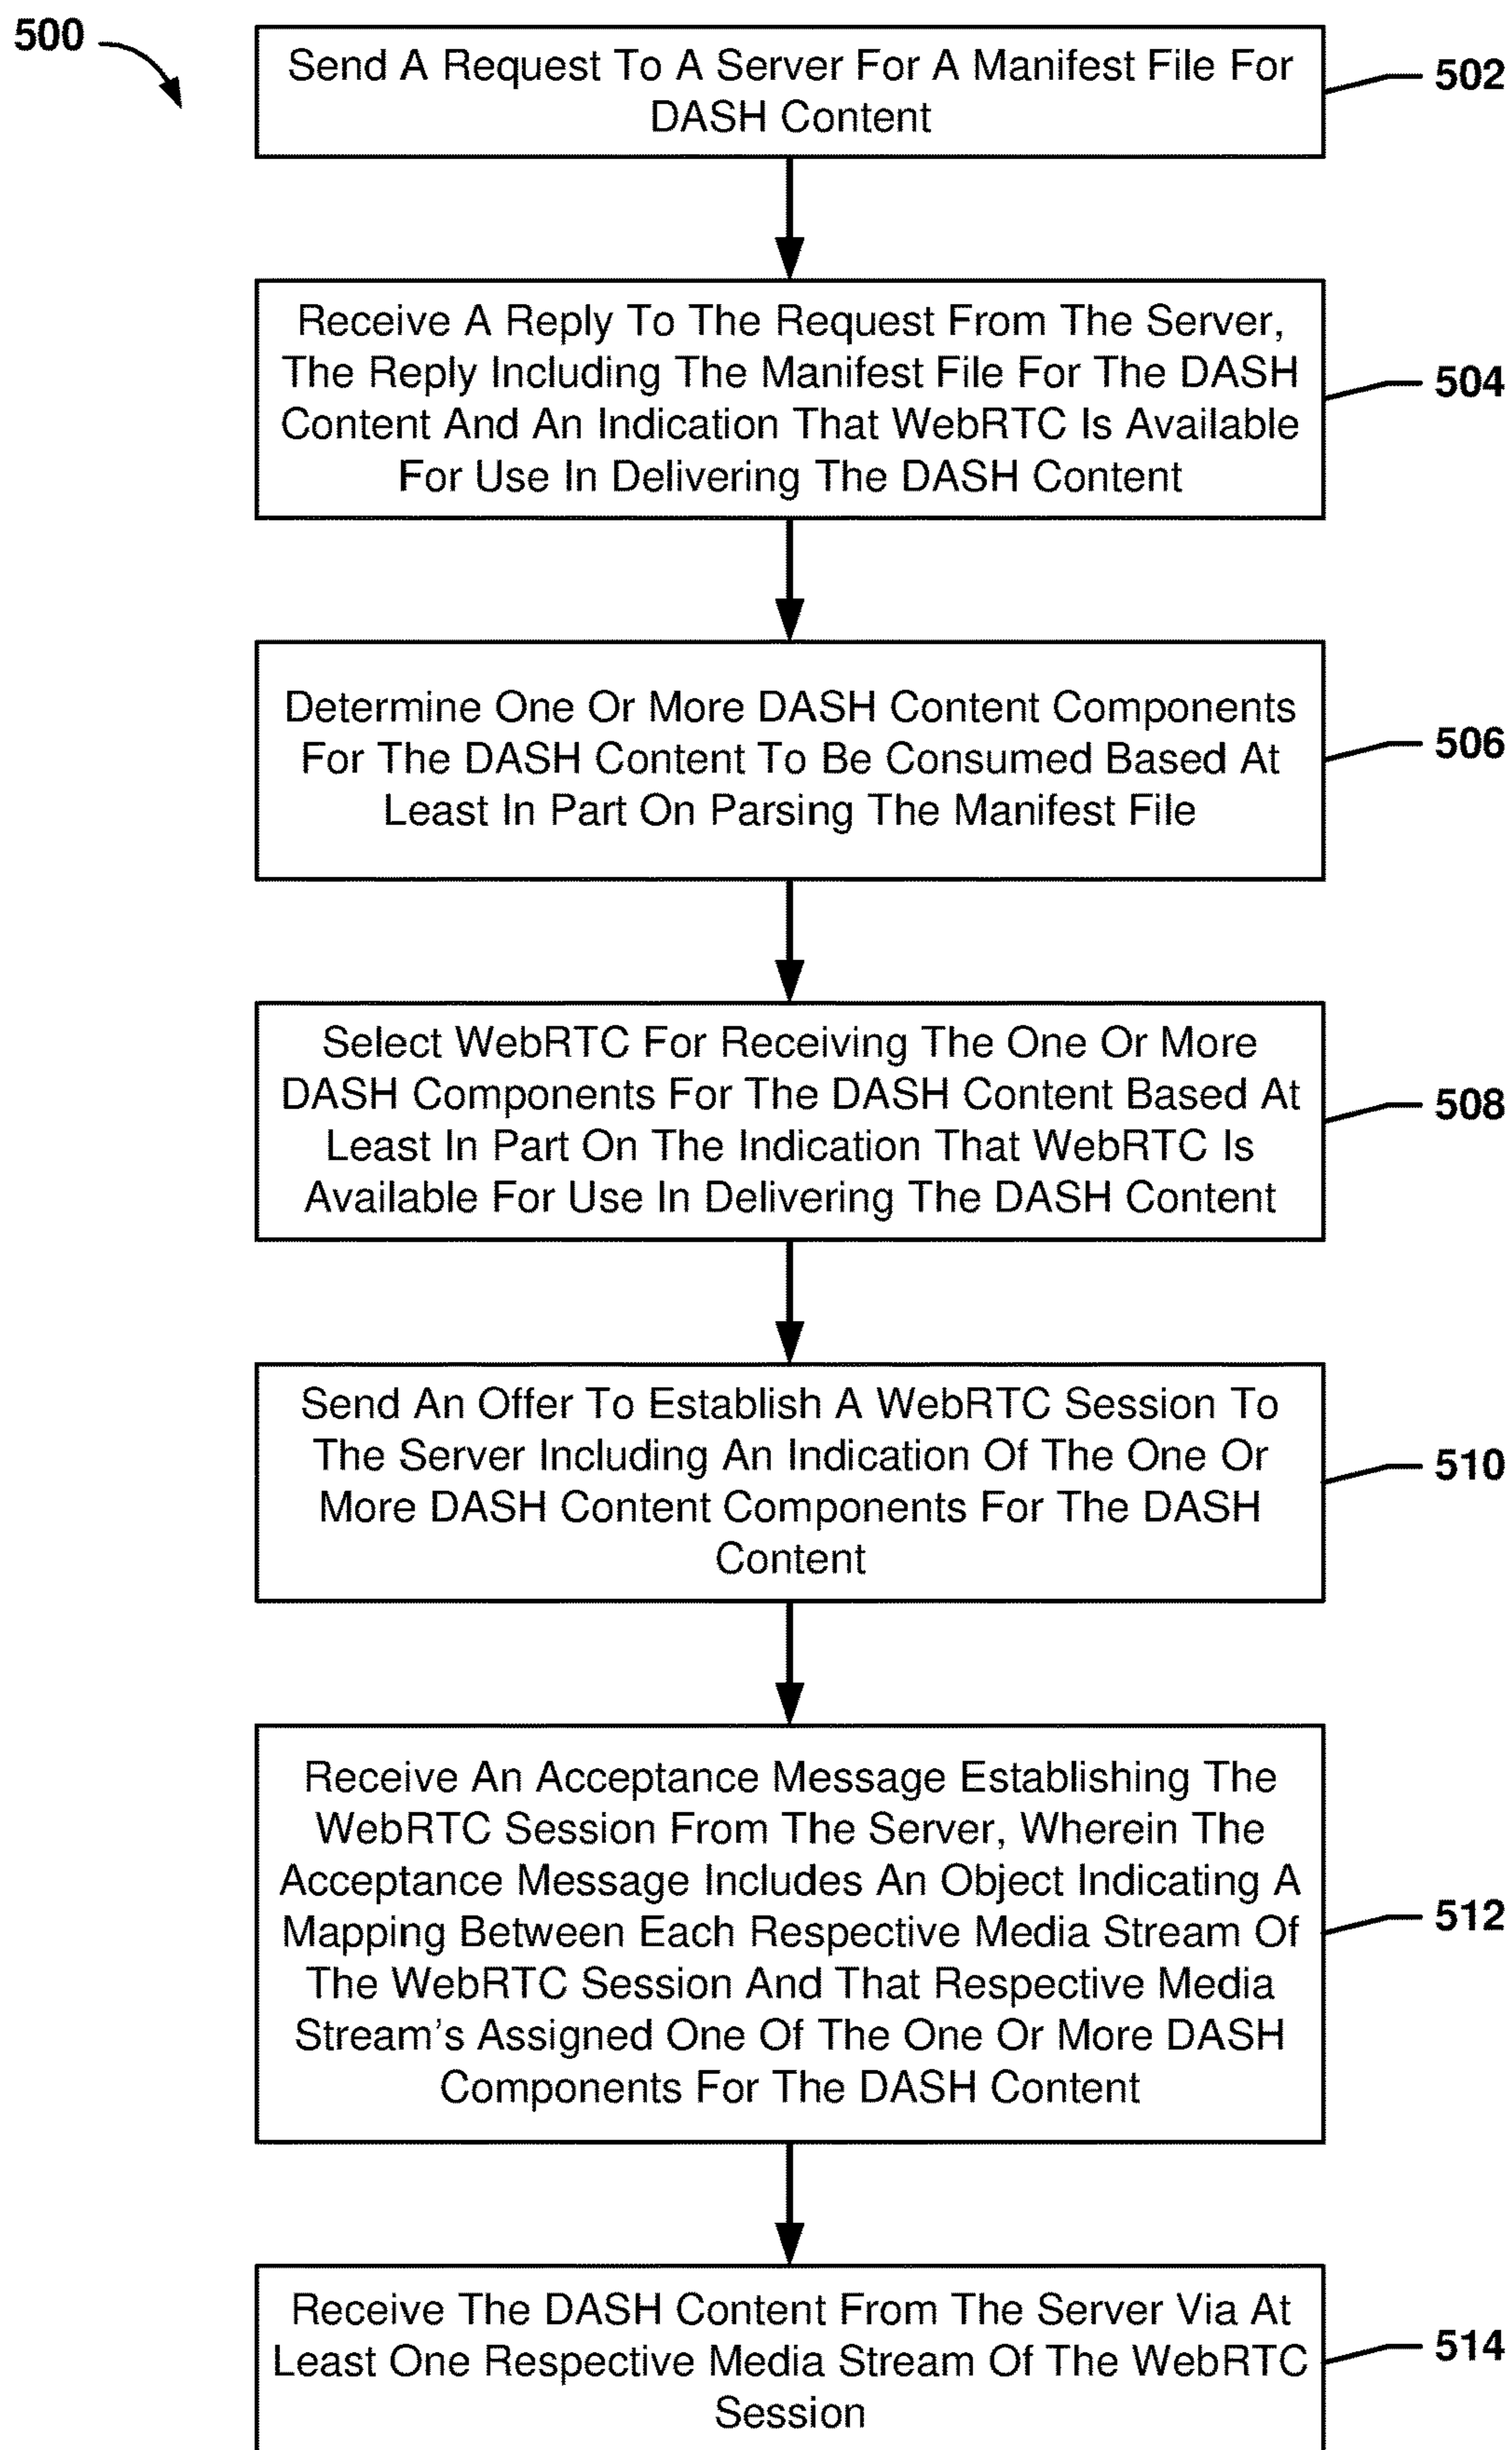 500
Send A Request To A Server For A Manifest File For
DASH Content
502
Receive A Reply To The Request From The Server,
The Reply Including The Manifest File For The DASH
Content And An Indication That WebRTC Is Available
For Use In Delivering The DASH Content
504
Determine One Or More DASH Content Components
For The DASH Content To Be Consumed Based At
Least In Part On Parsing The Manifest File
506
Select WebRTC For Receiving The One Or More
DASH Components For The DASH Content Based At
Least In Part On The Indication That WebRTC Is
Available For Use In Delivering The DASH Content
508
Send An Offer To Establish A WebRTC Session To
The Server Including An Indication Of The One Or
More DASH Content Components For The DASH
Content
510
Receive An Acceptance Message Establishing The
WebRTC Session From The Server, Wherein The
Acceptance Message Includes An Object Indicating A
Mapping Between Each Respective Media Stream Of
The WebRTC Session And That Respective Media
Stream's Assigned One Of The One Or More DASH
Components For The DASH Content
512
Receive The DASH Content From The Server Via At
Least One Respective Media Stream Of The WebRTC
Session
514